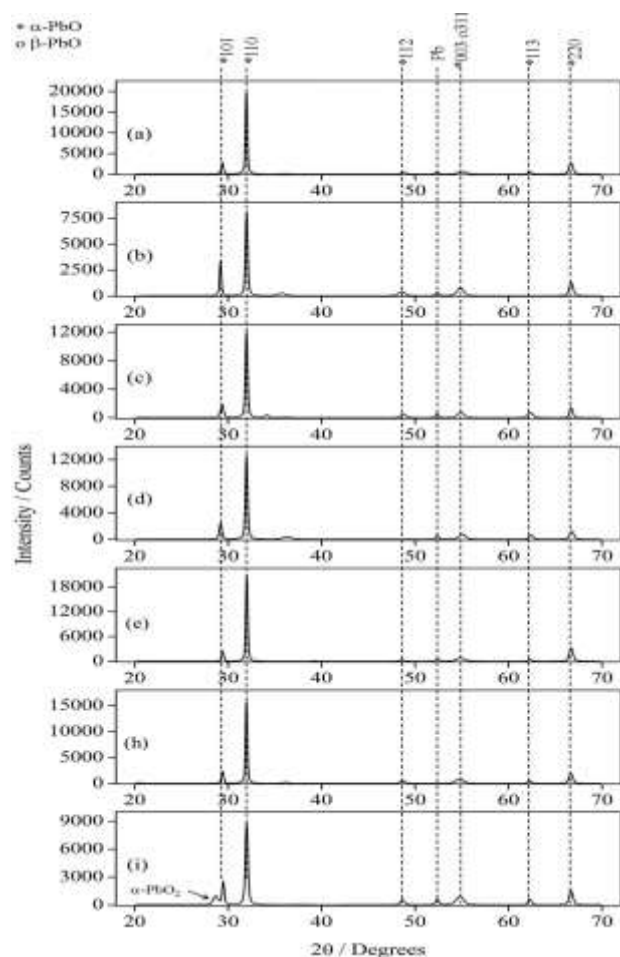 * α-PbO
o β-PbO
*101
*110
*112
Pb
*003 o311
*113
*220
20000
15000
10000
5000
0
(a)
20 30 40 50 60 70
7500
5000
2500
0
(b)
20 30 40 50 60 70
12000
8000
4000
0
(c)
20 30 40 50 60 70
12000
8000
4000
0
(d)
20 30 40 50 60 70
18000
12000
6000
0
(e)
20 30 40 50 60 70
15000
10000
5000
0
(h)
20 30 40 50 60 70
9000
6000
3000
0
(i)
α-PbO₂
20 30 40 50 60 70
Intensity / Counts
2θ / Degrees